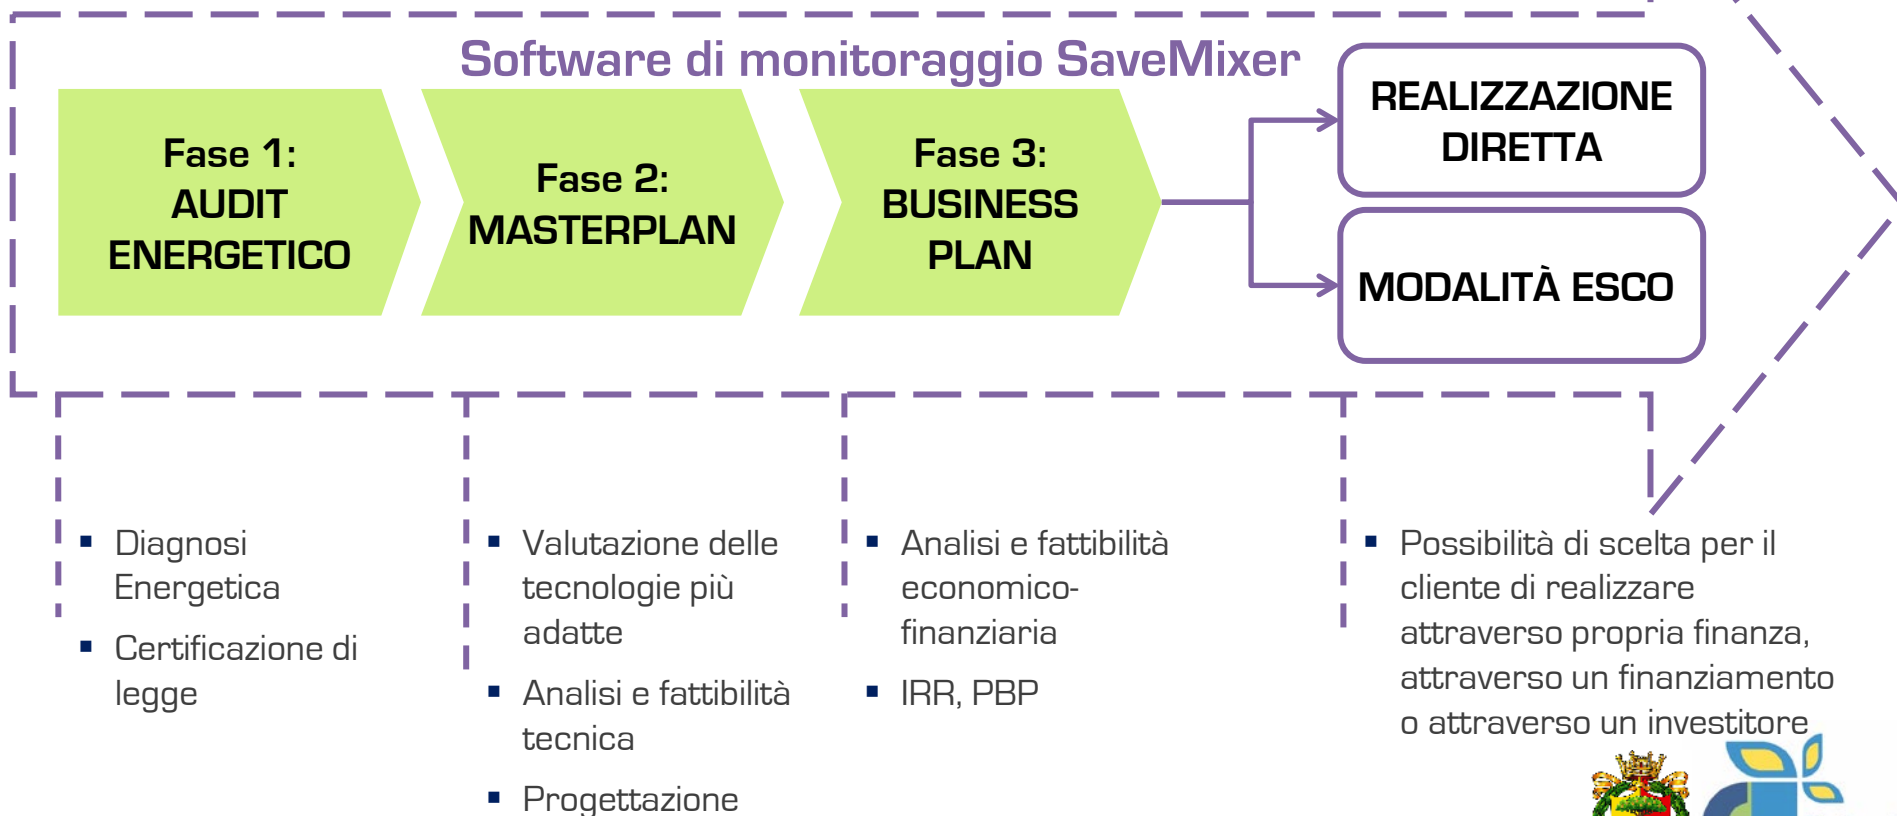 Software di monitoraggio SaveMixer
Fase 1:
AUDIT
ENERGETICO
Fase 2:
MASTERPLAN
Fase 3:
BUSINESS
PLAN
REALIZZAZIONE
DIRETTA
MODALITÀ ESCO
▪ Diagnosi
Energetica
▪ Certificazione di
legge
▪ Valutazione delle
tecnologie più
adatte
▪ Analisi e fattibilità
tecnica
▪ Progettazione
▪ Analisi e fattibilità
economico-
finanziaria
▪ IRR, PBP
▪ Possibilità di scelta per il
cliente di realizzare
attraverso propria finanza,
attraverso un finanziamento
o attraverso un investitore